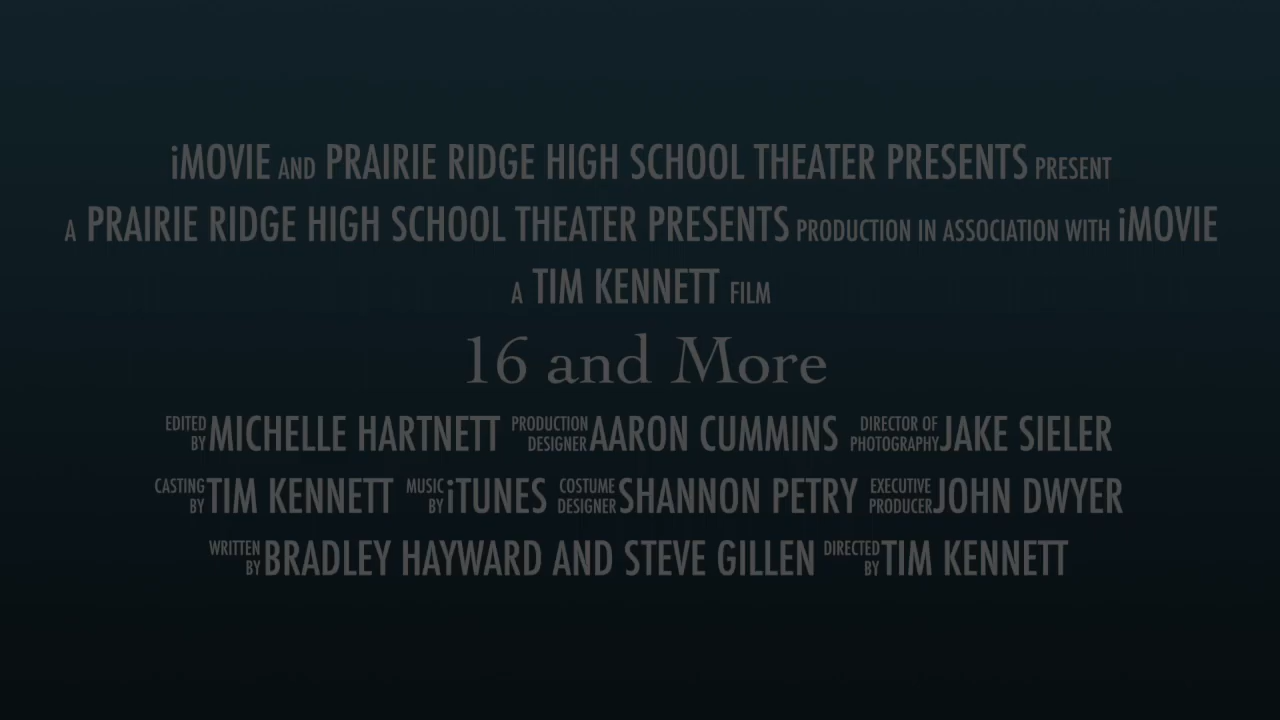 iMOVIE AND PRAIRIE RIDGE HIGH SCHOOL THEATER PRESENTS PRESENT
A PRAIRIE RIDGE HIGH SCHOOL THEATER PRESENTS PRODUCTION IN ASSOCIATION WITH iMOVIE
A TIM KENNETT FILM
16 and More
EDITED BY MICHELLE HARTNETT PRODUCTION DESIGNER AARON CUMMINS DIRECTOR OF PHOTOGRAPHY JAKE SIELER
CASTING BY TIM KENNETT MUSIC BY iTUNES COSTUME DESIGNER SHANNON PETRY EXECUTIVE PRODUCER JOHN DWYER
WRITTEN BY BRADLEY HAYWARD AND STEVE GILLEN DIRECTED BY TIM KENNETT